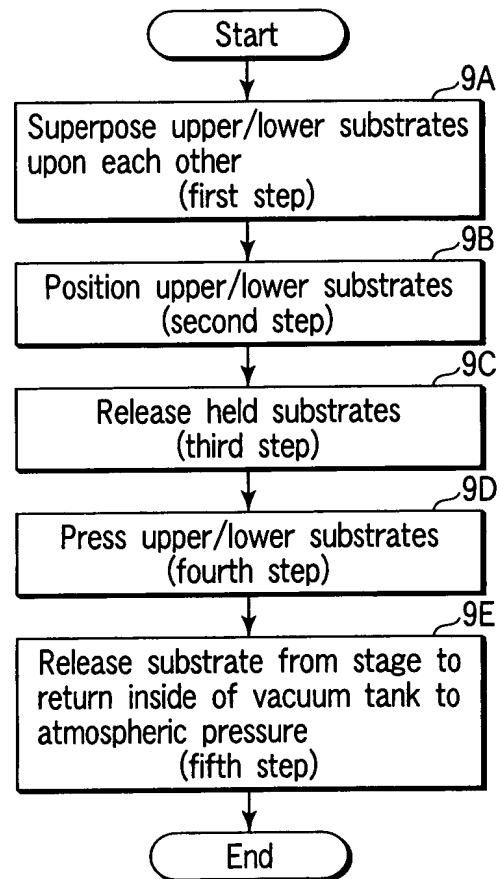 Start
9A
Superpose upper/lower substrates
upon each other
(first step)
9B
Position upper/lower substrates
(second step)
9C
Release held substrates
(third step)
9D
Press upper/lower substrates
(fourth step)
9E
Release substrate from stage to
return inside of vacuum tank to
atmospheric pressure
(fifth step)
End